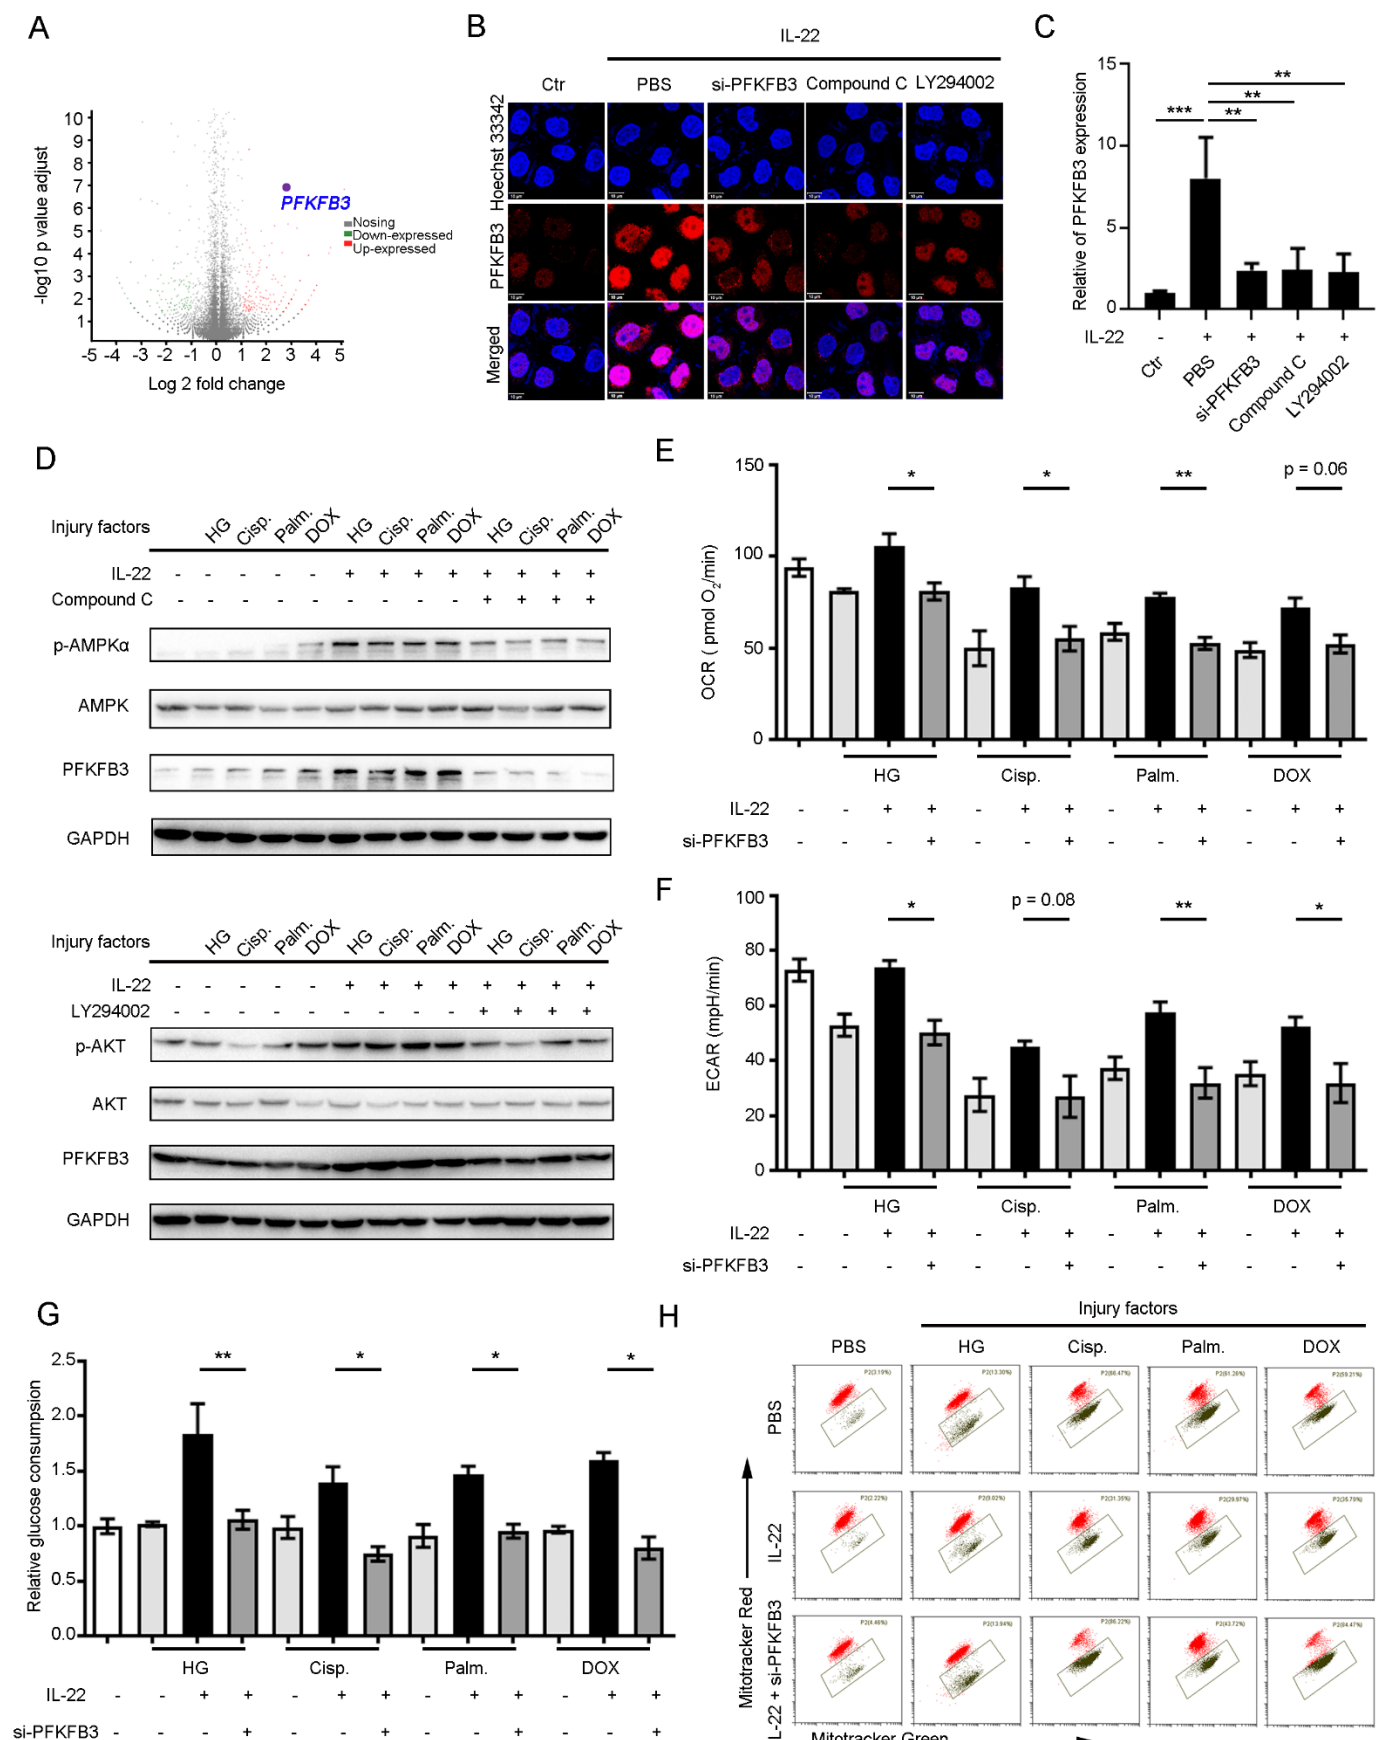 A
10
9
8
7
6
5
4
3
2
1
-log10 p value adjust
PFKFB3
Nosing
Down-expressed
Up-expressed
-5 -4 -3 -2 -1 0 1 2 3 4 5
Log 2 fold change
B
IL-22
Ctr PBS si-PFKFB3 Compound C LY294002
Hoechst 33342
PFKFB3
Merged
C
Relative of PFKFB3 expression
15
10
5
0
*** ** ** **
IL-22 - + + + +
Ctr PBS si-PFKFB3 Compound C LY294002
D
Injury factors HG Cisp. Palm. DOX HG Cisp. Palm. DOX HG Cisp. Palm. DOX
IL-22 - - - - - + + + + + + + +
Compound C - - - - - - - - - + + + +
p-AMPKα
AMPK
PFKFB3
GAPDH
Injury factors HG Cisp. Palm. DOX HG Cisp. Palm. DOX HG Cisp. Palm. DOX
IL-22 - - - - - + + + + + + + +
LY294002 - - - - - - - - - + + + +
p-AKT
AKT
PFKFB3
GAPDH
E
OCR ( pmol O2/min)
150
100
50
0
* * ** p = 0.06
HG Cisp. Palm. DOX
IL-22 - - + + - + + - + + - + +
si-PFKFB3 - - - + - - + - - + - - +
F
ECAR (mpH/min)
100
80
60
40
20
0
* p = 0.08 ** *
HG Cisp. Palm. DOX
IL-22 - - + + - + + - + + - + +
si-PFKFB3 - - - + - - + - - + - - +
G
Relative glucose consumpsion
2.5
2.0
1.5
1.0
0.5
0.0
** * * *
HG Cisp. Palm. DOX
IL-22 - - + + - + + - + + - + +
si-PFKFB3 - - - + - - + - - + - - +
H
Injury factors
PBS HG Cisp. Palm. DOX
PBS
IL-22
L-22 + si-PFKFB3
Mitotracker Red
Mitotracker Green